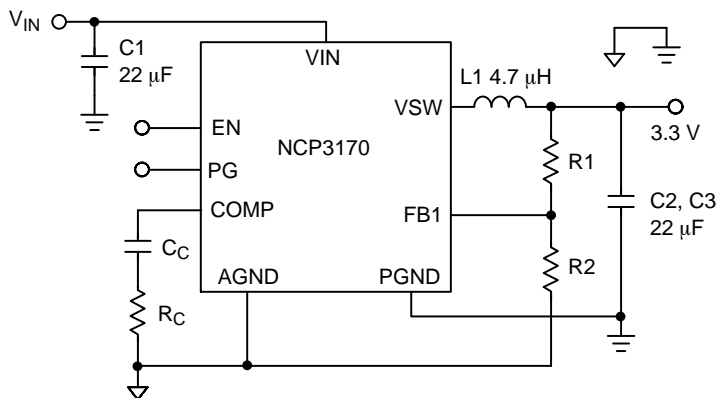 VIN
C1
22 μF
VIN
L1 4.7 μH
VSW
3.3 V
EN
NCP3170
PG
R1
COMP
FB1
C2, C3
22 μF
CC
R2
AGND
PGND
RC